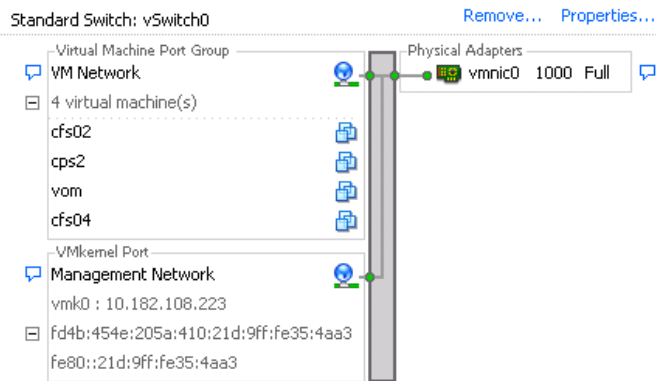 Standard Switch: vSwitch0 Remove... Properties...
Virtual Machine Port Group
VM Network
4 virtual machine(s)
cfs02
cps2
vom
cfs04
Physical Adapters
vmnic0 1000 Full
VMkernel Port
Management Network
vmk0 : 10.182.108.223
fd4b:454e:205a:410:21d:9ff:fe35:4aa3
fe80::21d:9ff:fe35:4aa3